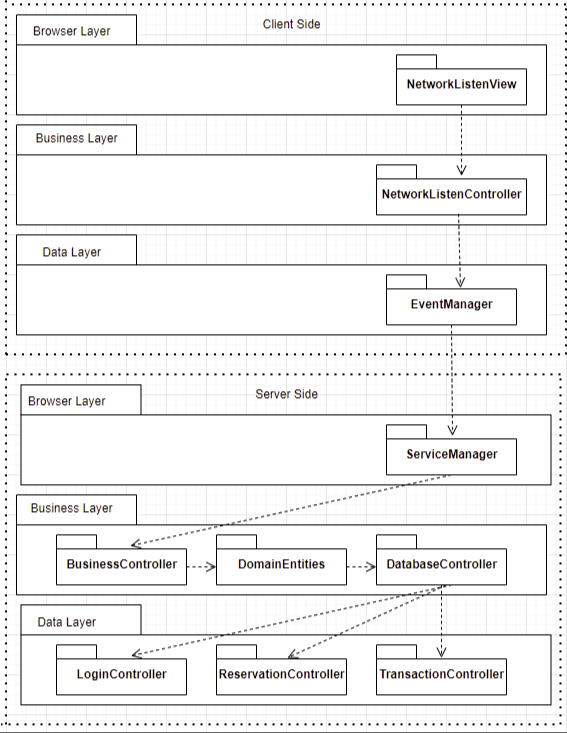 Client Side
Browser Layer
NetworkListenView
Business Layer
NetworkListenController
Data Layer
EventManager
Server Side
Browser Layer
ServiceManager
Business Layer
BusinessController
DomainEntities
DatabaseController
Data Layer
LoginController
ReservationController
TransactionController